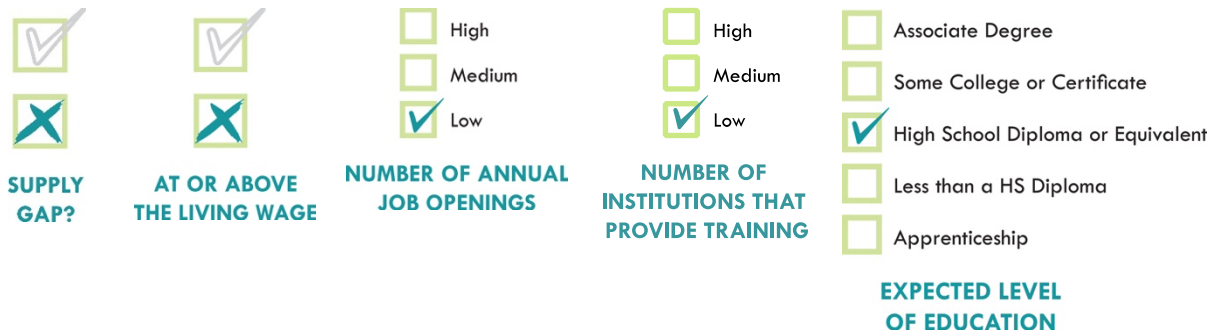 SUPPLY
GAP?
AT OR ABOVE
THE LIVING WAGE
High
Medium
Low
NUMBER OF ANNUAL
JOB OPENINGS
High
Medium
Low
NUMBER OF
INSTITUTIONS THAT
PROVIDE TRAINING
Associate Degree
Some College or Certificate
High School Diploma or Equivalent
Less than a HS Diploma
Apprenticeship
EXPECTED LEVEL
OF EDUCATION